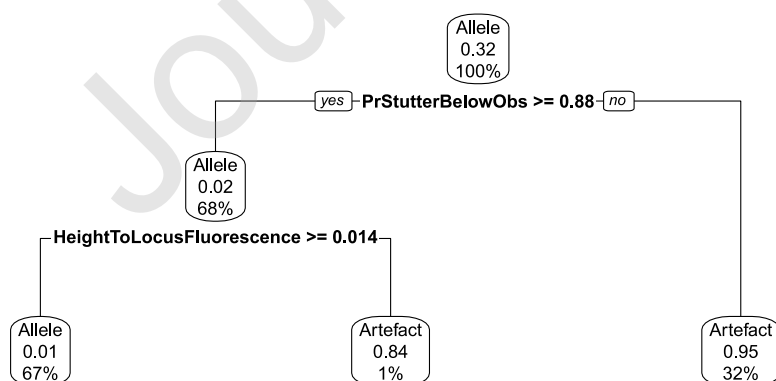 Allele
0.32
100%
yes PrStutterBelowObs >= 0.88 no
Allele
0.02
68%
HeightToLocusFluorescence >= 0.014
Allele
0.01
67%
Artefact
0.84
1%
Artefact
0.95
32%
Jou